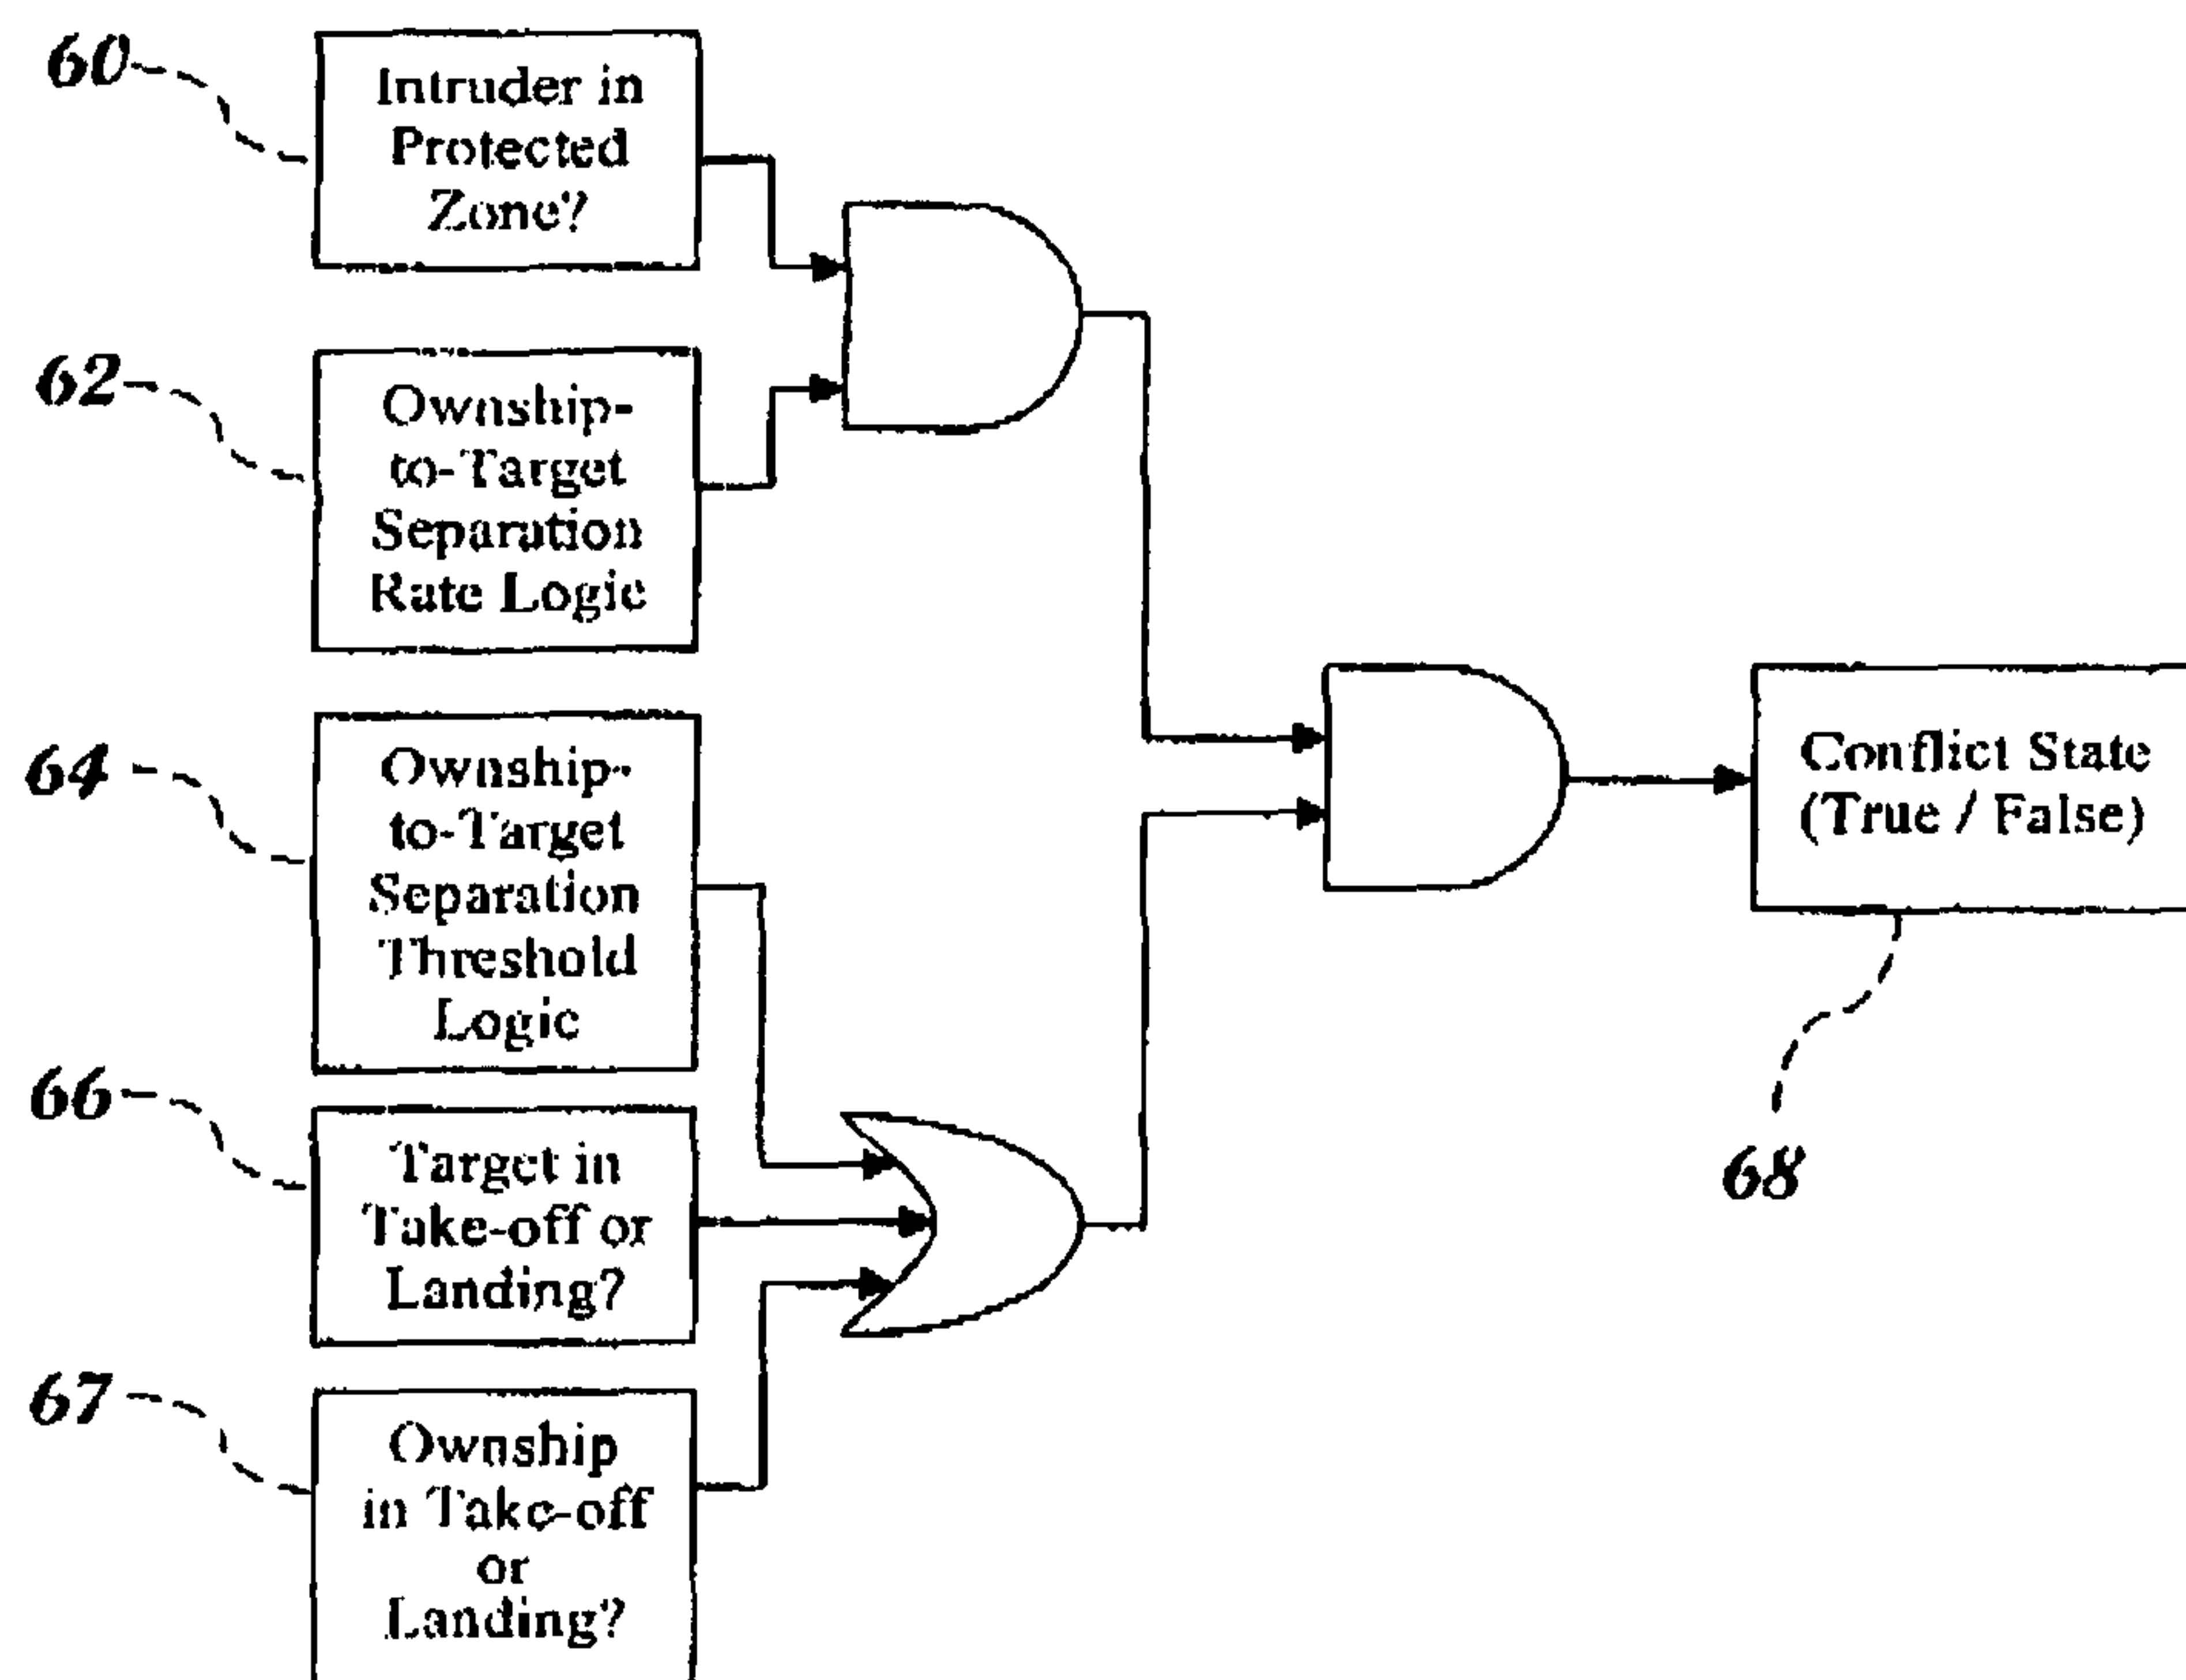 60
Intruder in
Protected
Zone?
62
Ownship-
to-Target
Separation
Rate Logic
64
Ownship-
to-Target
Separation
Threshold
Logic
66
Target in
Take-off or
Landing?
67
Ownship
in Take-off
or
Landing?
Conflict State
(True / False)
68